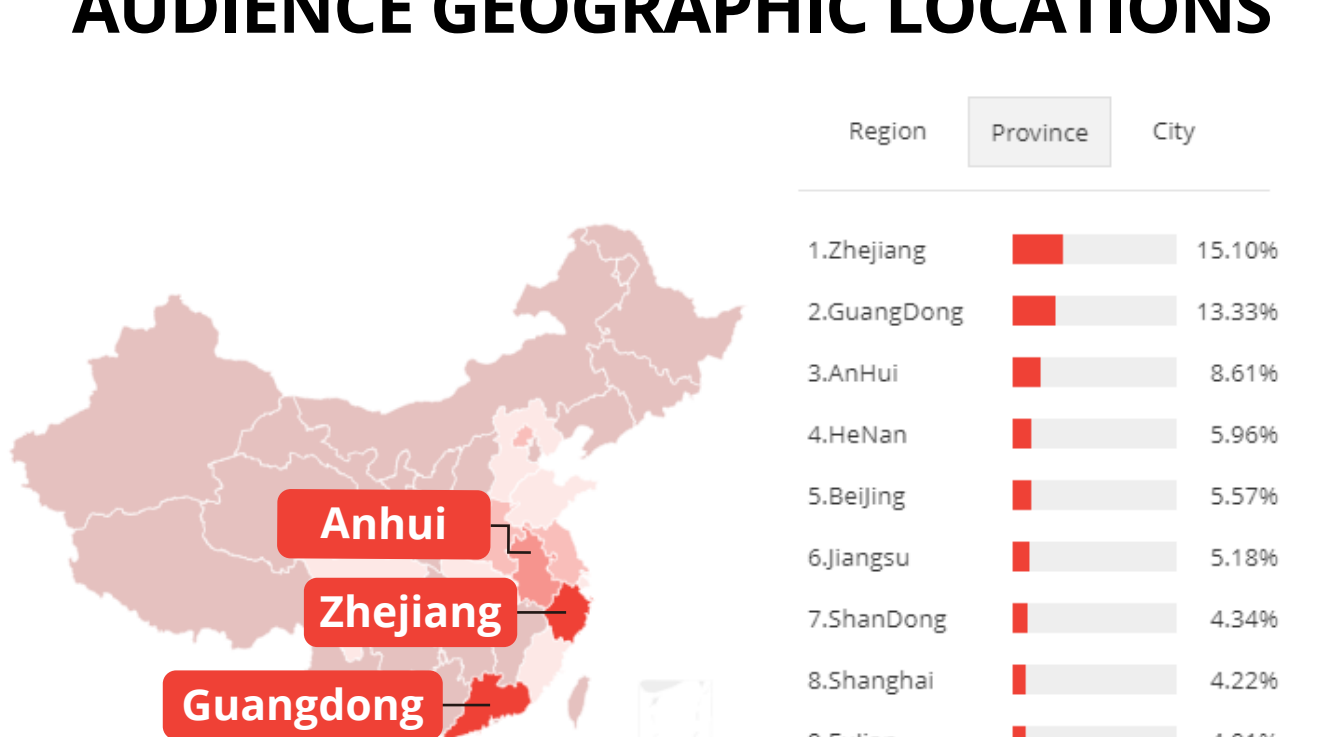 AUDIENCE GEOGRAPHIC LOCATIONS
Region Province City
1.Zhejiang 15.10%
2.GuangDong 13.33%
3.AnHui 8.61%
4.HeNan 5.96%
5.BeiJing 5.57%
6.Jiangsu 5.18%
7.ShanDong 4.34%
8.Shanghai 4.22%
Anhui
Zhejiang
Guangdong